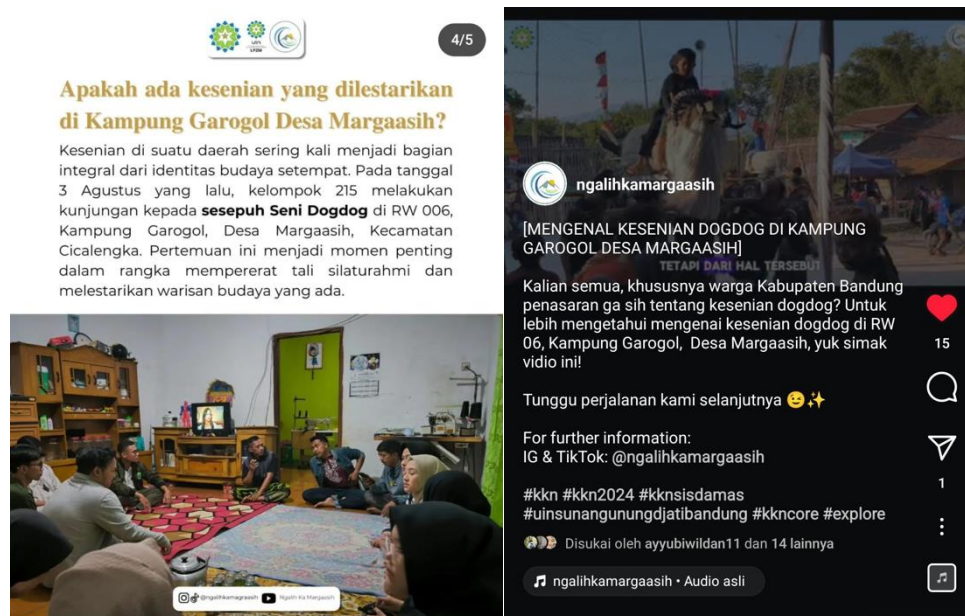 4/5
Apakah ada kesenian yang dilestarikan
di Kampung Garogol Desa Margaasih?
Kesenian di suatu daerah sering kali menjadi bagian
integral dari identitas budaya setempat. Pada tanggal
3 Agustus yang lalu, kelompok 215 melakukan
kunjungan kepada sesepuh Seni Dogdog di RW 006,
Kampung Garogol, Desa Margaasih, Kecamatan
Cicalengka. Pertemuan ini menjadi momen penting
dalam rangka mempererat tali silaturahmi dan
melestarikan warisan budaya yang ada.
@ngalihkamagraasih Ngalih Ka Margaasih
ngalihkamargaasih
[MENGENAL KESENIAN DOGDOG DI KAMPUNG
GAROGOL DESA MARGAASIH]
TETAPI DARI HAL TERSEBUT
Kalian semua, khususnya warga Kabupaten Bandung
penasaran ga sih tentang kesenian dogdog? Untuk
lebih mengetahui mengenai kesenian dogdog di RW
06, Kampung Garogol, Desa Margaasih, yuk simak
vidio ini!
15
Tunggu perjalanan kami selanjutnya 😉✨
For further information:
IG & TikTok: @ngalihkamargaasih
1
#kkn #kkn2024 #kknsisdamas
#uinsunangunungdjatibandung #kkncore #explore
Disukai oleh ayyubiwildan11 dan 14 lainnya
ngalihkamargaasih • Audio asli